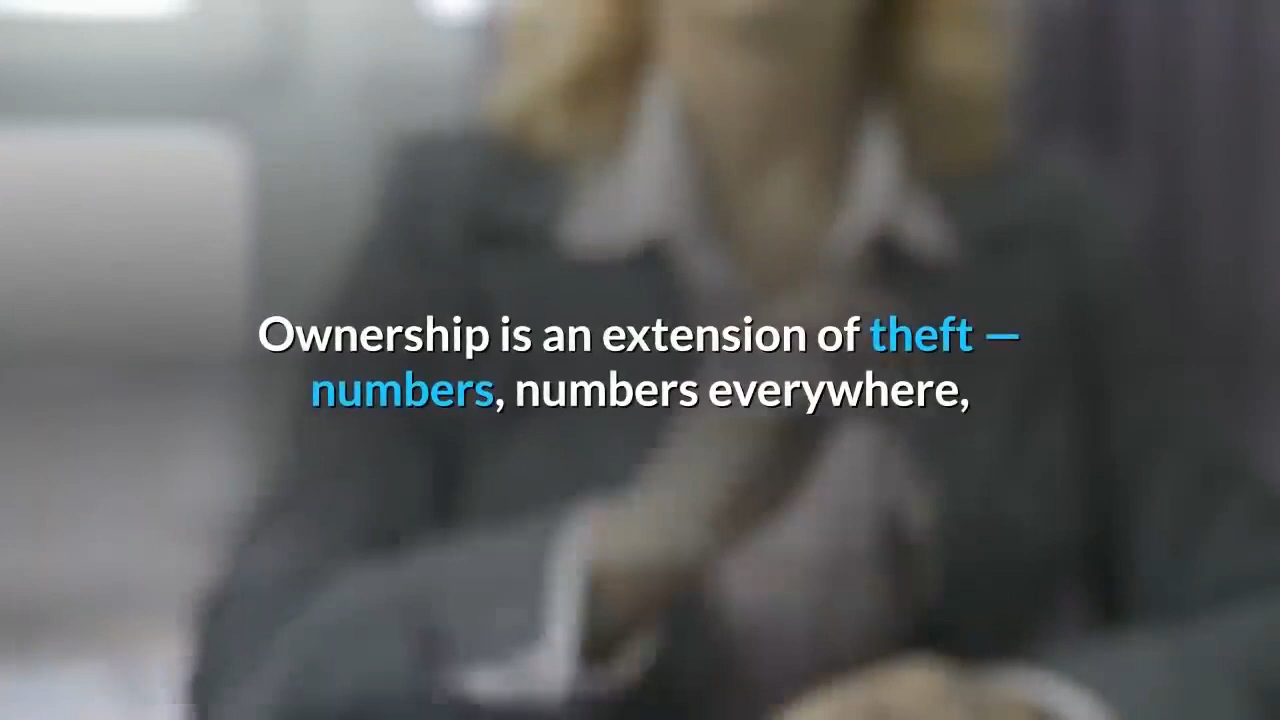 Ownership is an extension of theft —
numbers, numbers everywhere,